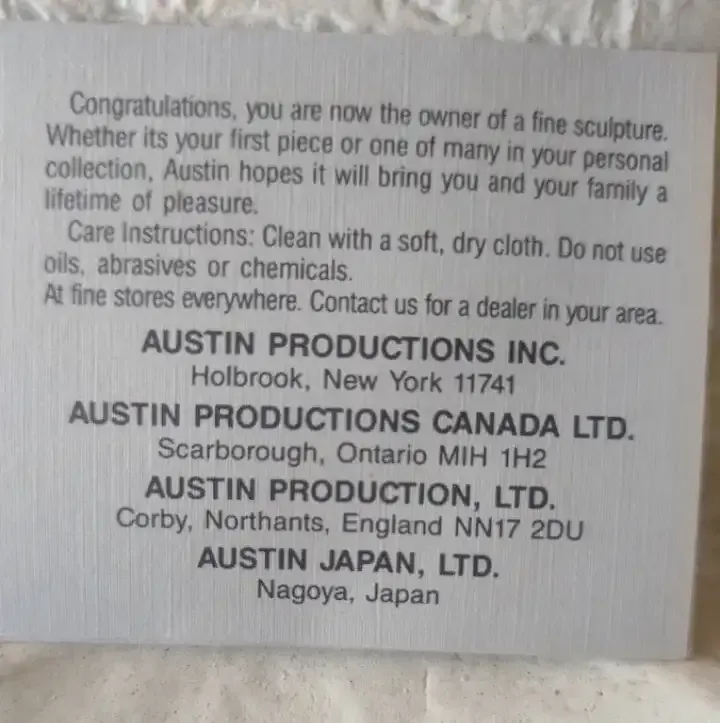 Congratulations, you are now the owner of a fine sculpture.
Whether its your first piece or one of many in your personal
collection, Austin hopes it will bring you and your family a
lifetime of pleasure.
Care Instructions: Clean with a soft, dry cloth. Do not use
oils, abrasives or chemicals.
At fine stores everywhere. Contact us for a dealer in your area.
AUSTIN PRODUCTIONS INC.
Holbrook, New York 11741
AUSTIN PRODUCTIONS CANADA LTD.
Scarborough, Ontario MIH 1H2
AUSTIN PRODUCTION, LTD.
Corby, Northants, England NN17 2DU
AUSTIN JAPAN, LTD.
Nagoya, Japan